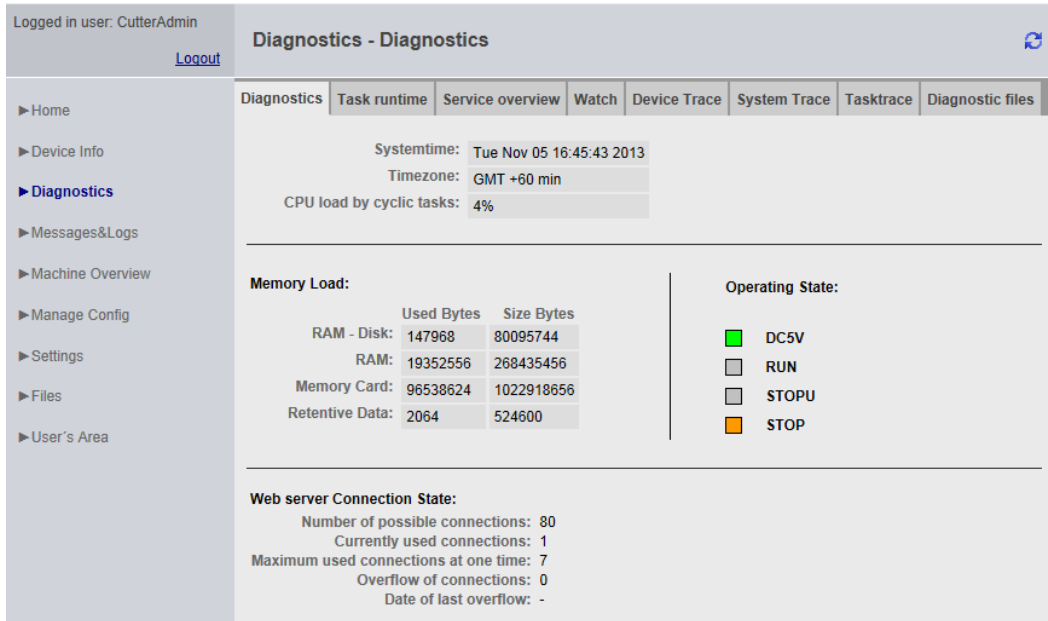 Logged in user: CutterAdmin
Logout
Diagnostics - Diagnostics
►Home
►Device Info
►Diagnostics
►Messages&Logs
►Machine Overview
►Manage Config
►Settings
►Files
►User´s Area
Diagnostics Task runtime Service overview Watch Device Trace System Trace Tasktrace Diagnostic files
Systemtime: Tue Nov 05 16:45:43 2013
Timezone: GMT +60 min
CPU load by cyclic tasks: 4%
Memory Load:
Used Bytes Size Bytes
RAM - Disk: 147968 80095744
RAM: 19352556 268435456
Memory Card: 96538624 1022918656
Retentive Data: 2064 524600
Operating State:
DC5V
RUN
STOPU
STOP
Web server Connection State:
Number of possible connections: 80
Currently used connections: 1
Maximum used connections at one time: 7
Overflow of connections: 0
Date of last overflow: -